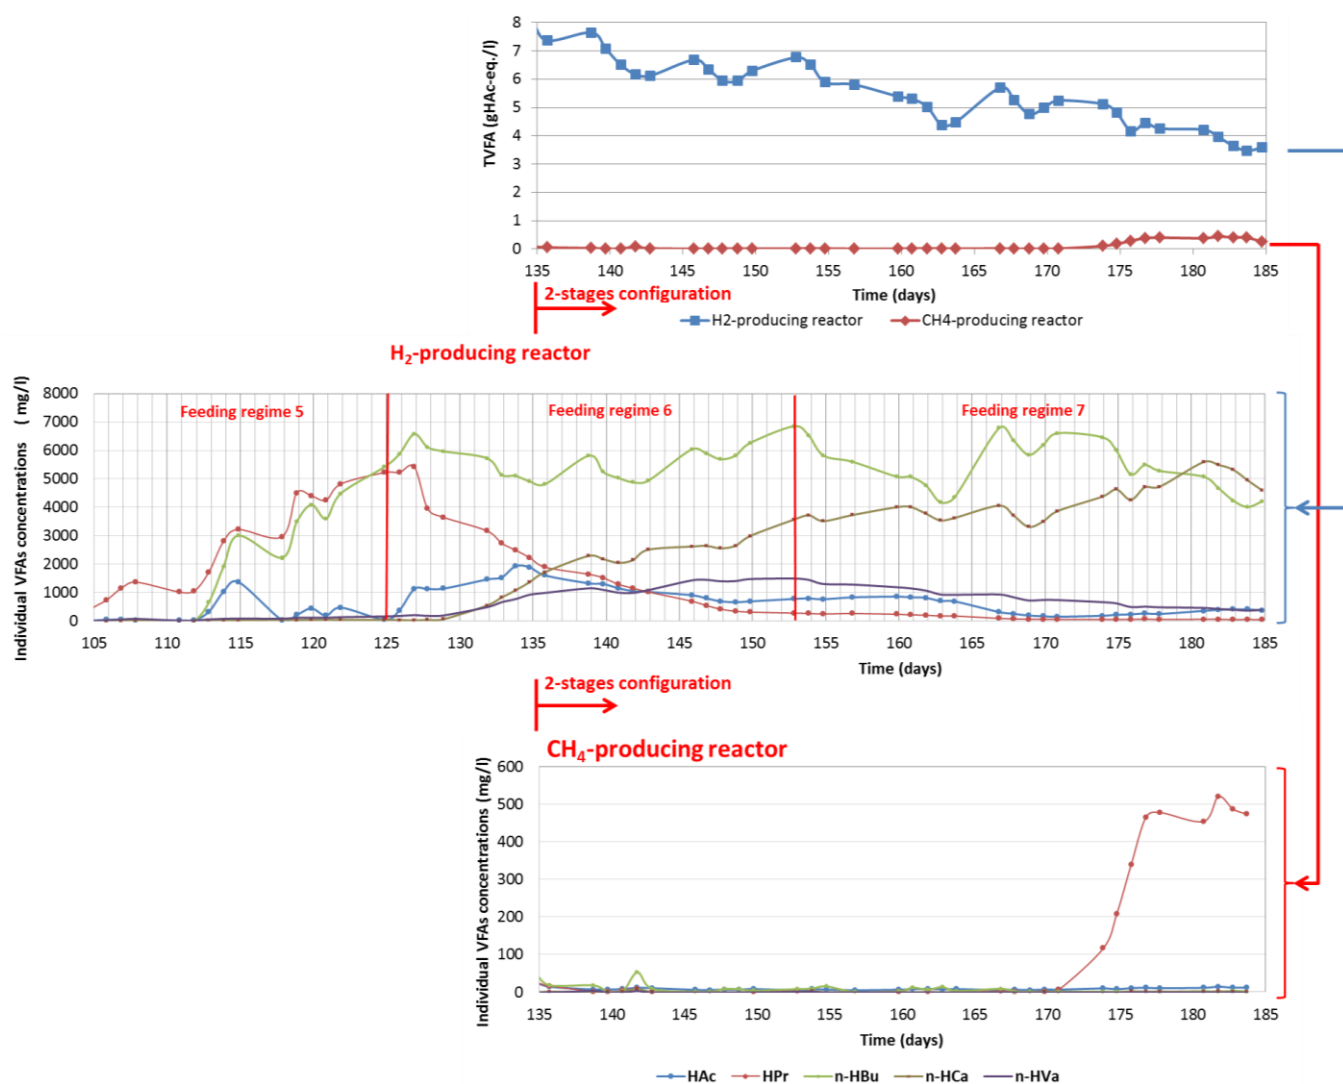 8
7
6
5
4
3
2
1
0
TVFA (gHAc-eq./l)
135 140 145 150 155 160 165 170 175 180 185
Time (days)
2-stages configuration
H2-producing reactor CH4-producing reactor
H₂-producing reactor
8000
7000
6000
5000
4000
3000
2000
1000
0
Individual VFAs concentrations ( mg/l)
Feeding regime 5 Feeding regime 6 Feeding regime 7
105 110 115 120 125 130 135 140 145 150 155 160 165 170 175 180 185
Time (days)
2-stages configuration
CH₄-producing reactor
600
500
400
300
200
100
0
Individual VFAs concentrations (mg/l)
135 140 145 150 155 160 165 170 175 180 185
Time (days)
HAc HPr n-HBu n-HCa n-HVa